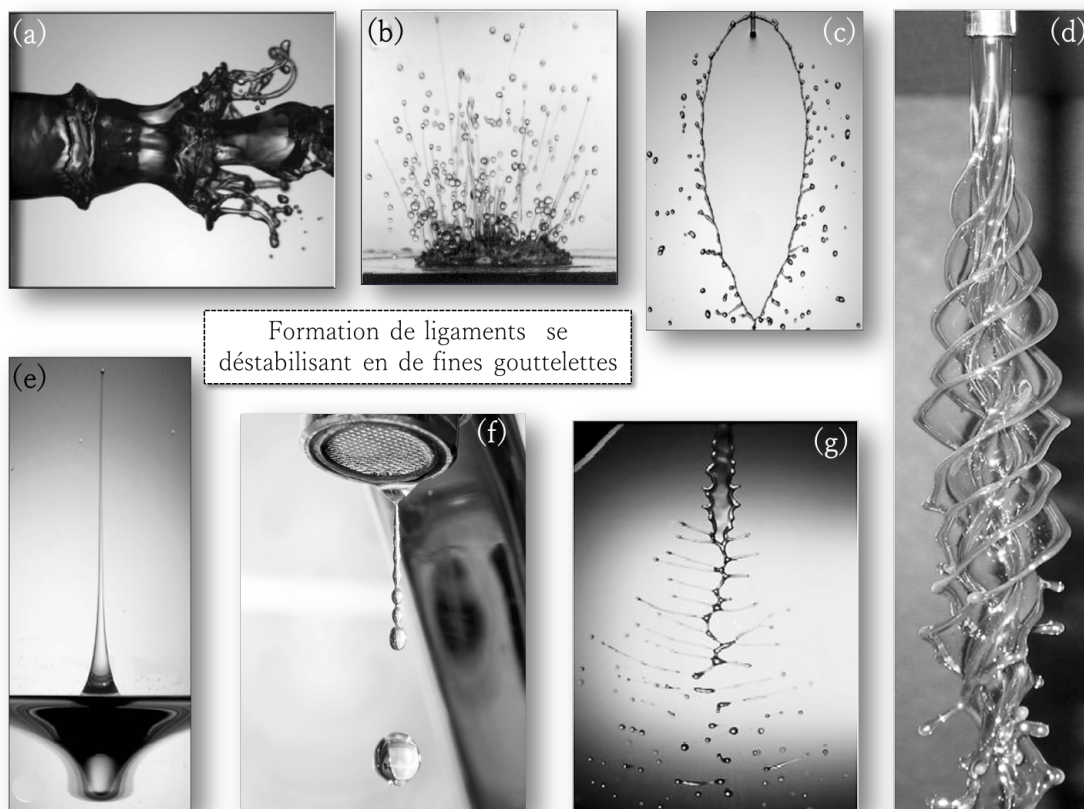 (a)
(b)
(c)
(d)
Formation de ligaments se
déstabilisant en de fines gouttelettes
(e)
(f)
(g)